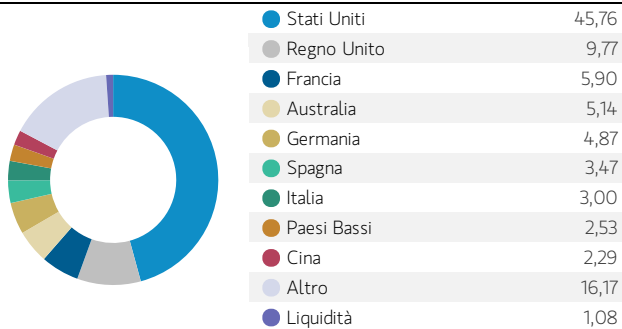 Stati Uniti 45,76
Regno Unito 9,77
Francia 5,90
Australia 5,14
Germania 4,87
Spagna 3,47
Italia 3,00
Paesi Bassi 2,53
Cina 2,29
Altro 16,17
Liquidità 1,08